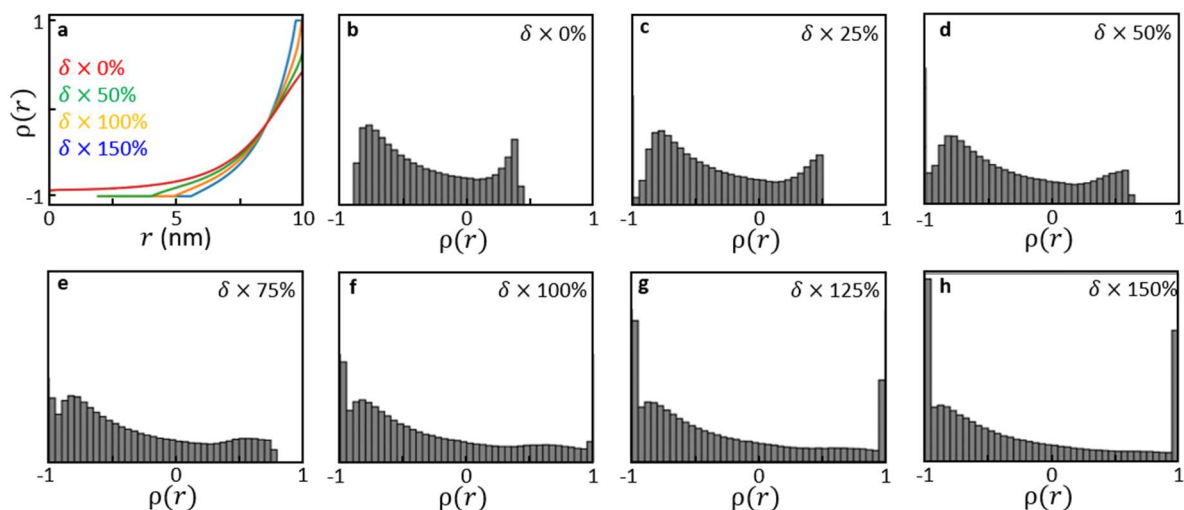 a
1
ρ(r)
-1
δ × 0%
δ × 50%
δ × 100%
δ × 150%
0 5 10
r (nm)
b
δ × 0%
-1 0 1
ρ(r)
c
δ × 25%
-1 0 1
ρ(r)
d
δ × 50%
-1 0 1
ρ(r)
e
δ × 75%
-1 0 1
ρ(r)
f
δ × 100%
-1 0 1
ρ(r)
g
δ × 125%
-1 0 1
ρ(r)
h
δ × 150%
-1 0 1
ρ(r)